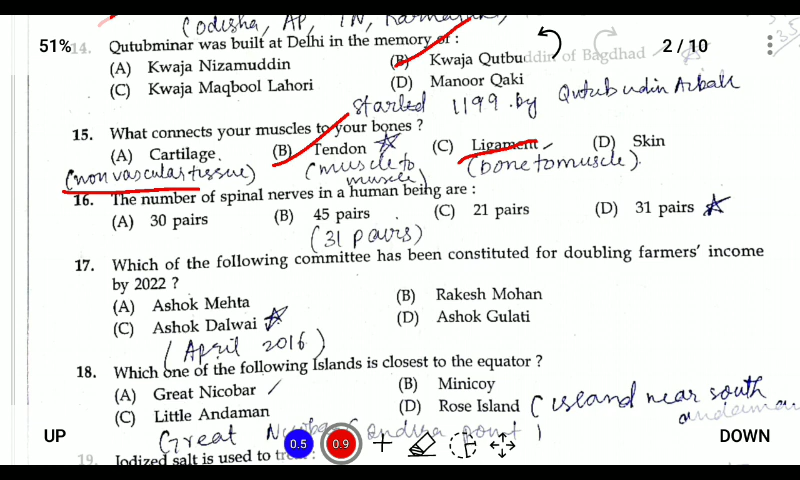 (odisha, AP, TN,
51%
14. Qutubminar was built at Delhi in the memory of :
2 / 10
(A) Kwaja Nizamuddin (B) Kwaja Qutbuddin of Baghdad
(C) Kwaja Maqbool Lahori (D) Manoor Qaki
started 1199 by Qutubudin Aibak
15. What connects your muscles to your bones ?
(A) Cartilage (B) Tendon (C) Ligament (D) Skin
(non vascular tissue) (muscle to muscle) (bone to muscle)
16. The number of spinal nerves in a human being are :
(A) 30 pairs (B) 45 pairs (C) 21 pairs (D) 31 pairs
(31 pairs)
17. Which of the following committee has been constituted for doubling farmers' income
by 2022 ?
(A) Ashok Mehta (B) Rakesh Mohan
(C) Ashok Dalwai (D) Ashok Gulati
(April 2016)
18. Which one of the following Islands is closest to the equator ?
(A) Great Nicobar (B) Minicoy
(C) Little Andaman (D) Rose Island (island near south andaman
UP Great (Indira point) DOWN
0.5 0.9
19. Iodized salt is used to treat :